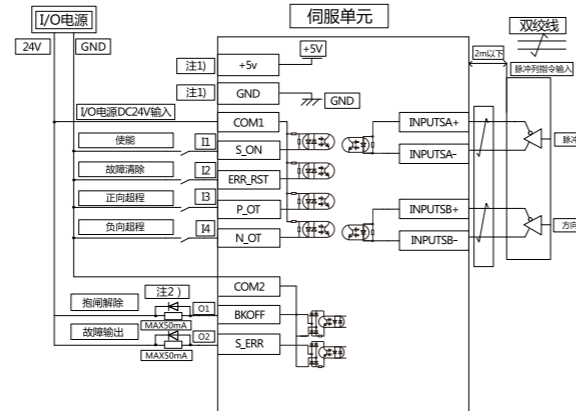 I/O电源
24V
GND
伺服单元
双绞线
2m以下
脉冲列指令输入
注1)
+5v
+5V
注1)
GND
GND
I/O电源DC24V输入
COM1
INPUTSA+
使能
I1
S_ON
INPUTSA-
脉冲
故障清除
I2
ERR_RST
正向超程
I3
P_OT
INPUTSB+
负向超程
I4
N_OT
INPUTSB-
方向
COM2
抱闸解除
注2）
O1
BKOFF
MAX50mA
故障输出
O2
S_ERR
MAX50mA